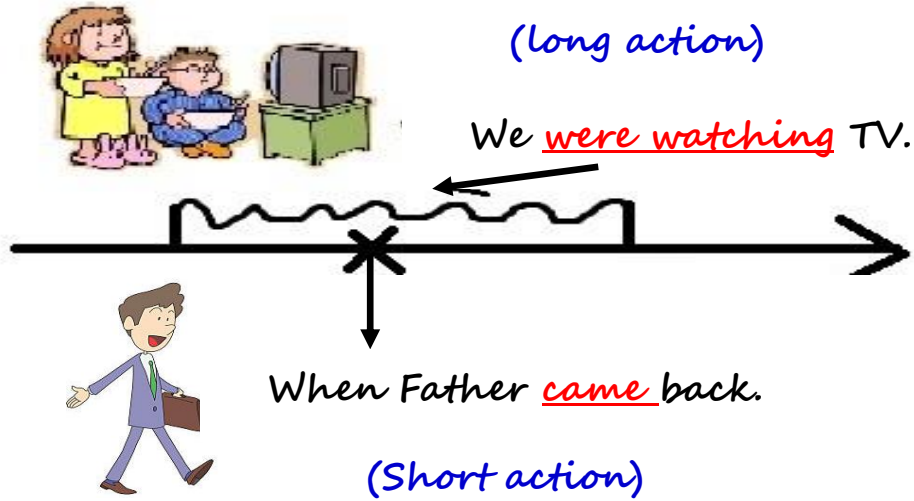 (long action)
We were watching TV.
When Father came back.
(Short action)